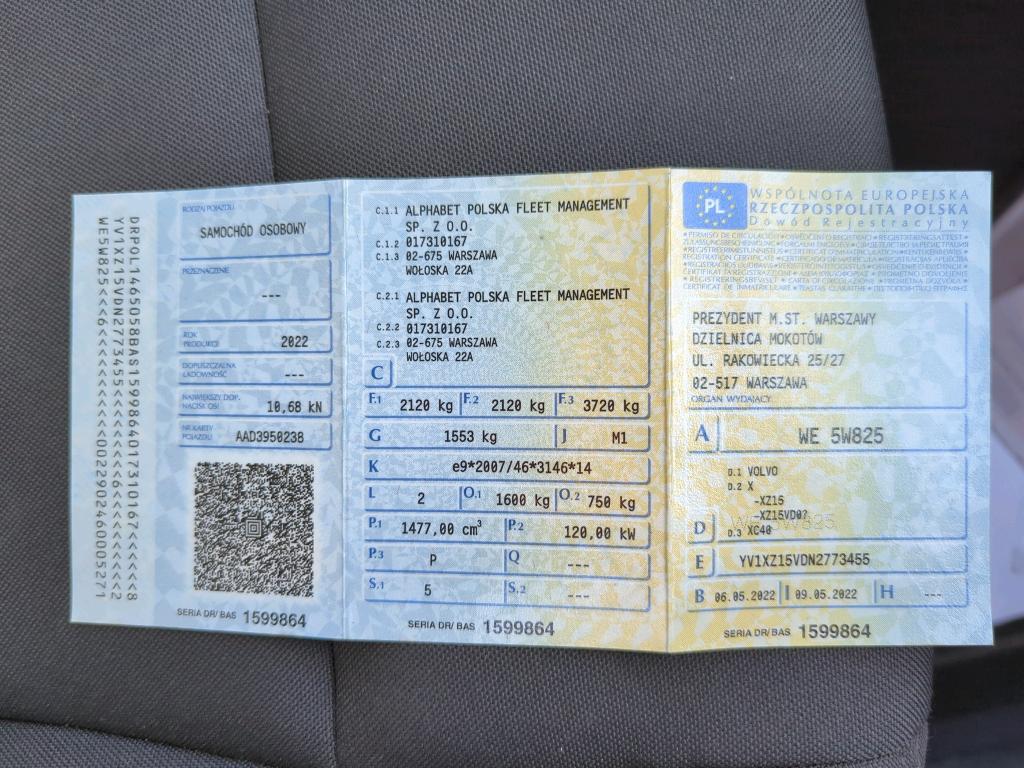 DRPOL1465058BAS1599864017310167<<<<<8
YV1XZ15VDN2773455<<<<<<<<6<<<<<<<<<<2
WE5W825<<<6<<<<<<<<<<<0022902460005271
RODZAJ POJAZDU
SAMOCHÓD OSOBOWY
PRZEZNACZENIE
---
ROK
PRODUKCJI 2022
DOPUSZCZALNA
ŁADOWNOŚĆ ---
NAJWIĘKSZY DOP.
NACISK OSI 10,68 kN
NR KARTY
POJAZDU AAD3950238
SERIA DR/ BAS 1599864
C.1.1 ALPHABET POLSKA FLEET MANAGEMENT
SP. Z O.O.
C.1.2 017310167
C.1.3 02-675 WARSZAWA
WOŁOSKA 22A
C.2.1 ALPHABET POLSKA FLEET MANAGEMENT
SP. Z O.O.
C.2.2 017310167
C.2.3 02-675 WARSZAWA
WOŁOSKA 22A
C
F.1 2120 kg F.2 2120 kg F.3 3720 kg
G 1553 kg J M1
K e9*2007/46*3146*14
L 2 O.1 1600 kg O.2 750 kg
P.1 1477,00 cm³ P.2 120,00 kW
P.3 P Q ---
S.1 5 S.2 ---
SERIA DR/ BAS 1599864
PL WSPÓLNOTA EUROPEJSKA
RZECZPOSPOLITA POLSKA
Dowód Rejestracyjny
PREZYDENT M.ST. WARSZAWY
DZIELNICA MOKOTÓW
UL. RAKOWIECKA 25/27
02-517 WARSZAWA
ORGAN WYDAJĄCY
A WE 5W825
D.1 VOLVO
D.2 X
-XZ15
-XZ15VD0?
D D.3 XC40
E YV1XZ15VDN2773455
B 06.05.2022 I 09.05.2022 H ---
SERIA DR/ BAS 1599864